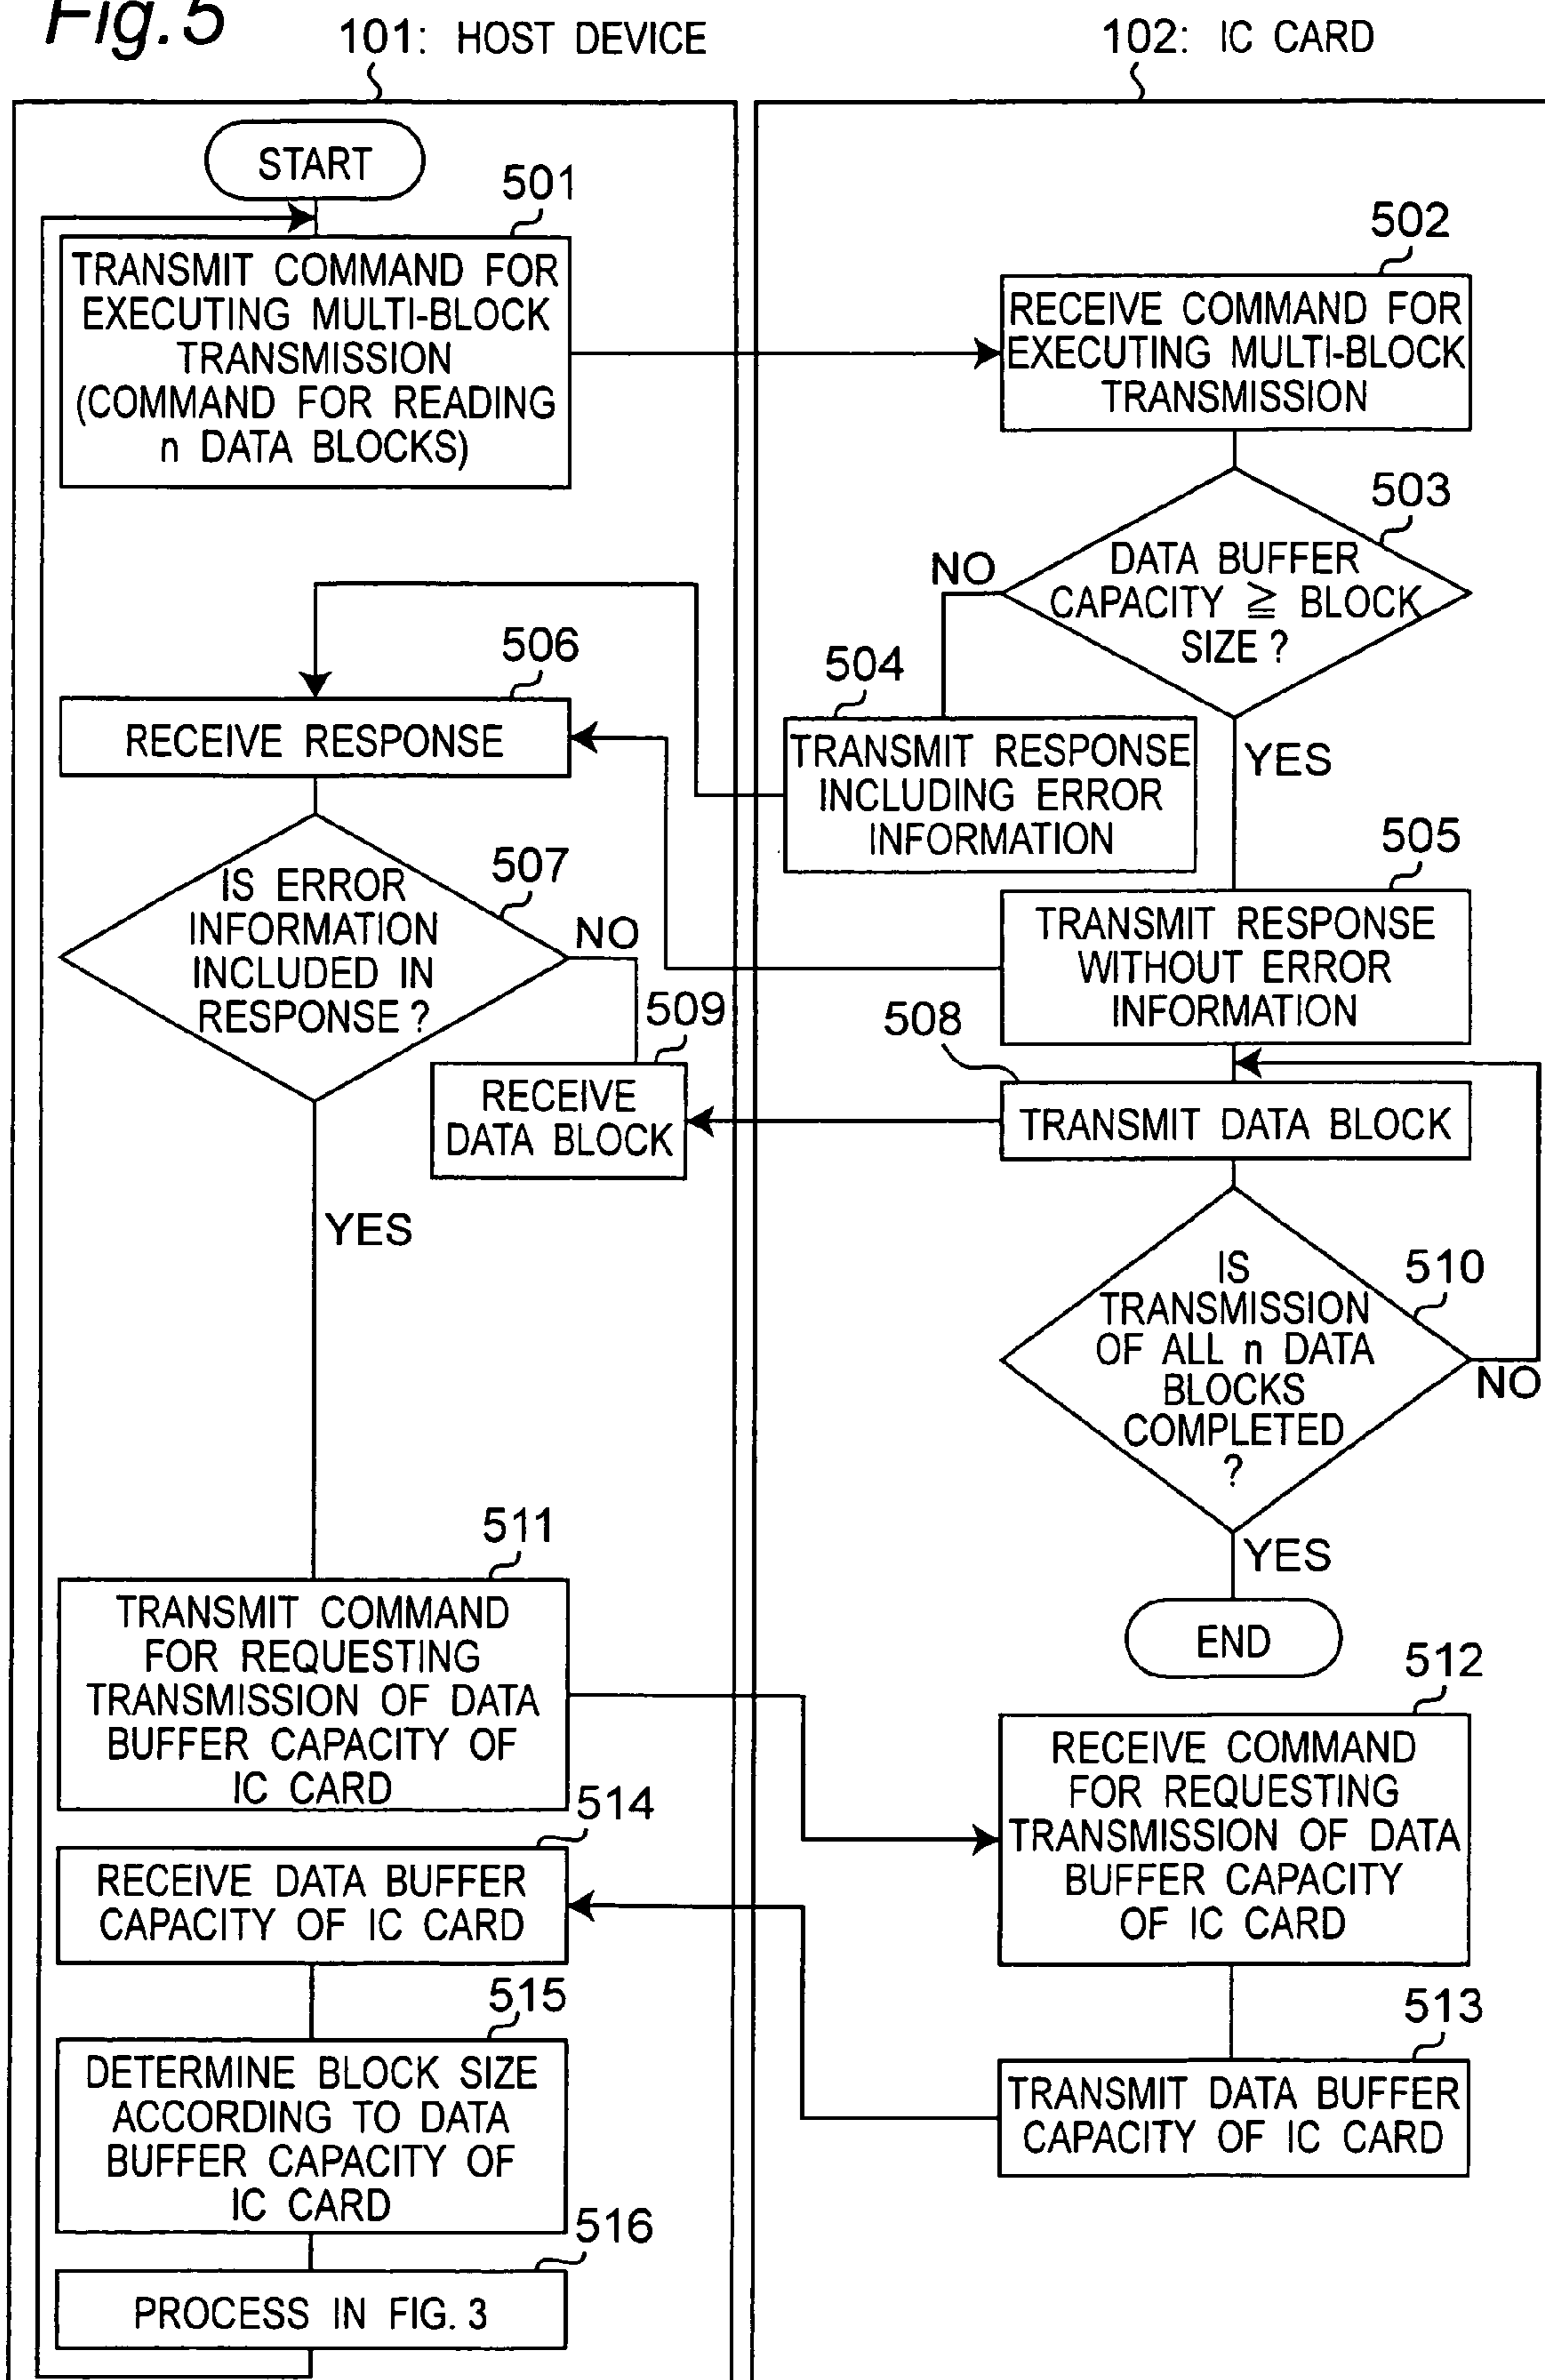 Fig. 5
101: HOST DEVICE
102: IC CARD
START
501
TRANSMIT COMMAND FOR
EXECUTING MULTI-BLOCK
TRANSMISSION
(COMMAND FOR READING
n DATA BLOCKS)
502
RECEIVE COMMAND FOR
EXECUTING MULTI-BLOCK
TRANSMISSION
503
DATA BUFFER
CAPACITY ≧ BLOCK
SIZE ?
NO
YES
504
TRANSMIT RESPONSE
INCLUDING ERROR
INFORMATION
505
TRANSMIT RESPONSE
WITHOUT ERROR
INFORMATION
506
RECEIVE RESPONSE
507
IS ERROR
INFORMATION
INCLUDED IN
RESPONSE ?
NO
YES
508
TRANSMIT DATA BLOCK
509
RECEIVE
DATA BLOCK
510
IS
TRANSMISSION
OF ALL n DATA
BLOCKS
COMPLETED
?
NO
YES
END
511
TRANSMIT COMMAND
FOR REQUESTING
TRANSMISSION OF DATA
BUFFER CAPACITY OF
IC CARD
512
RECEIVE COMMAND
FOR REQUESTING
TRANSMISSION OF DATA
BUFFER CAPACITY
OF IC CARD
513
TRANSMIT DATA BUFFER
CAPACITY OF IC CARD
514
RECEIVE DATA BUFFER
CAPACITY OF IC CARD
515
DETERMINE BLOCK SIZE
ACCORDING TO DATA
BUFFER CAPACITY OF
IC CARD
516
PROCESS IN FIG. 3